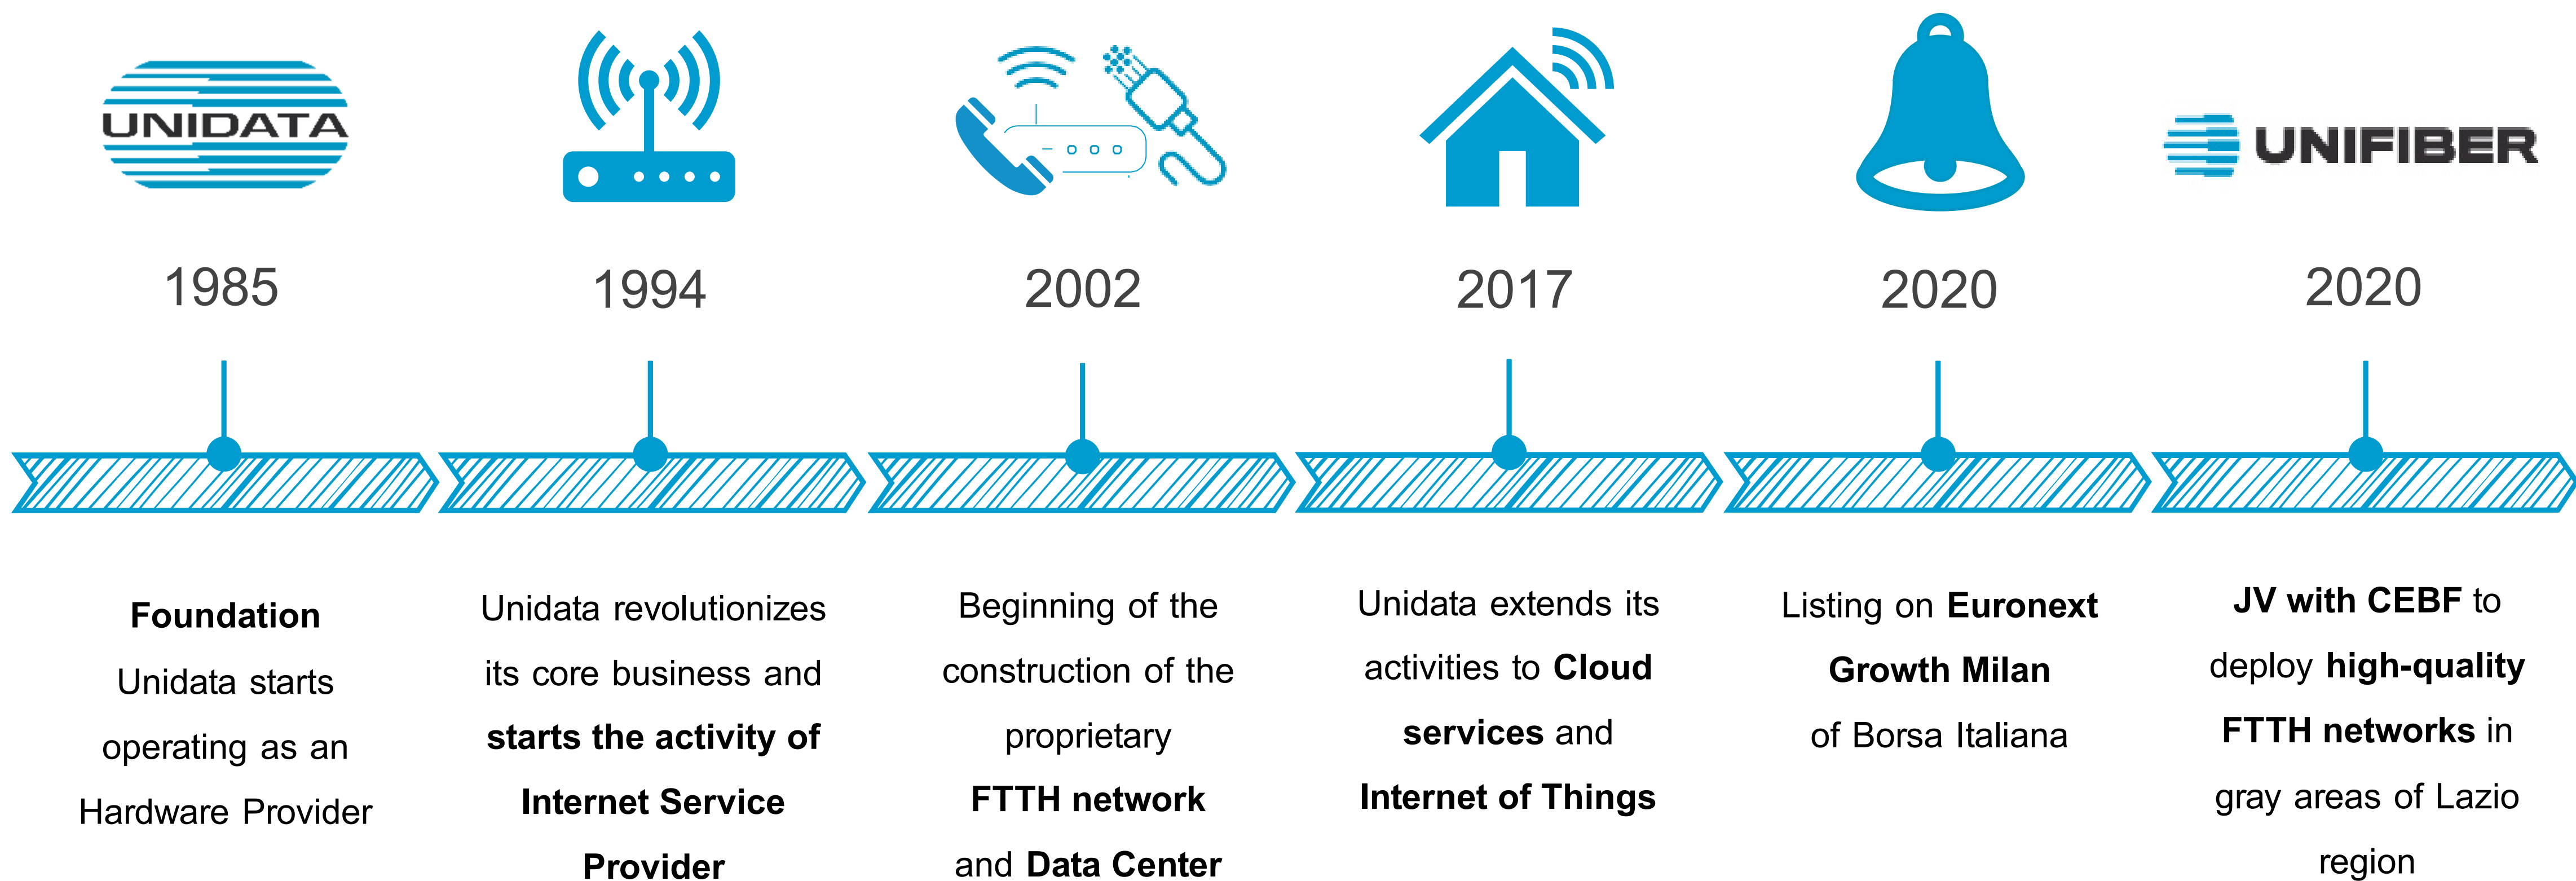 UNIDATA
1985
Foundation
Unidata starts
operating as an
Hardware Provider
1994
Unidata revolutionizes
its core business and
starts the activity of
Internet Service
Provider
2002
Beginning of the
construction of the
proprietary
FTTH network
and Data Center
2017
Unidata extends its
activities to Cloud
services and
Internet of Things
2020
Listing on Euronext
Growth Milan
of Borsa Italiana
UNIFIBER
2020
JV with CEBF to
deploy high-quality
FTTH networks in
gray areas of Lazio
region